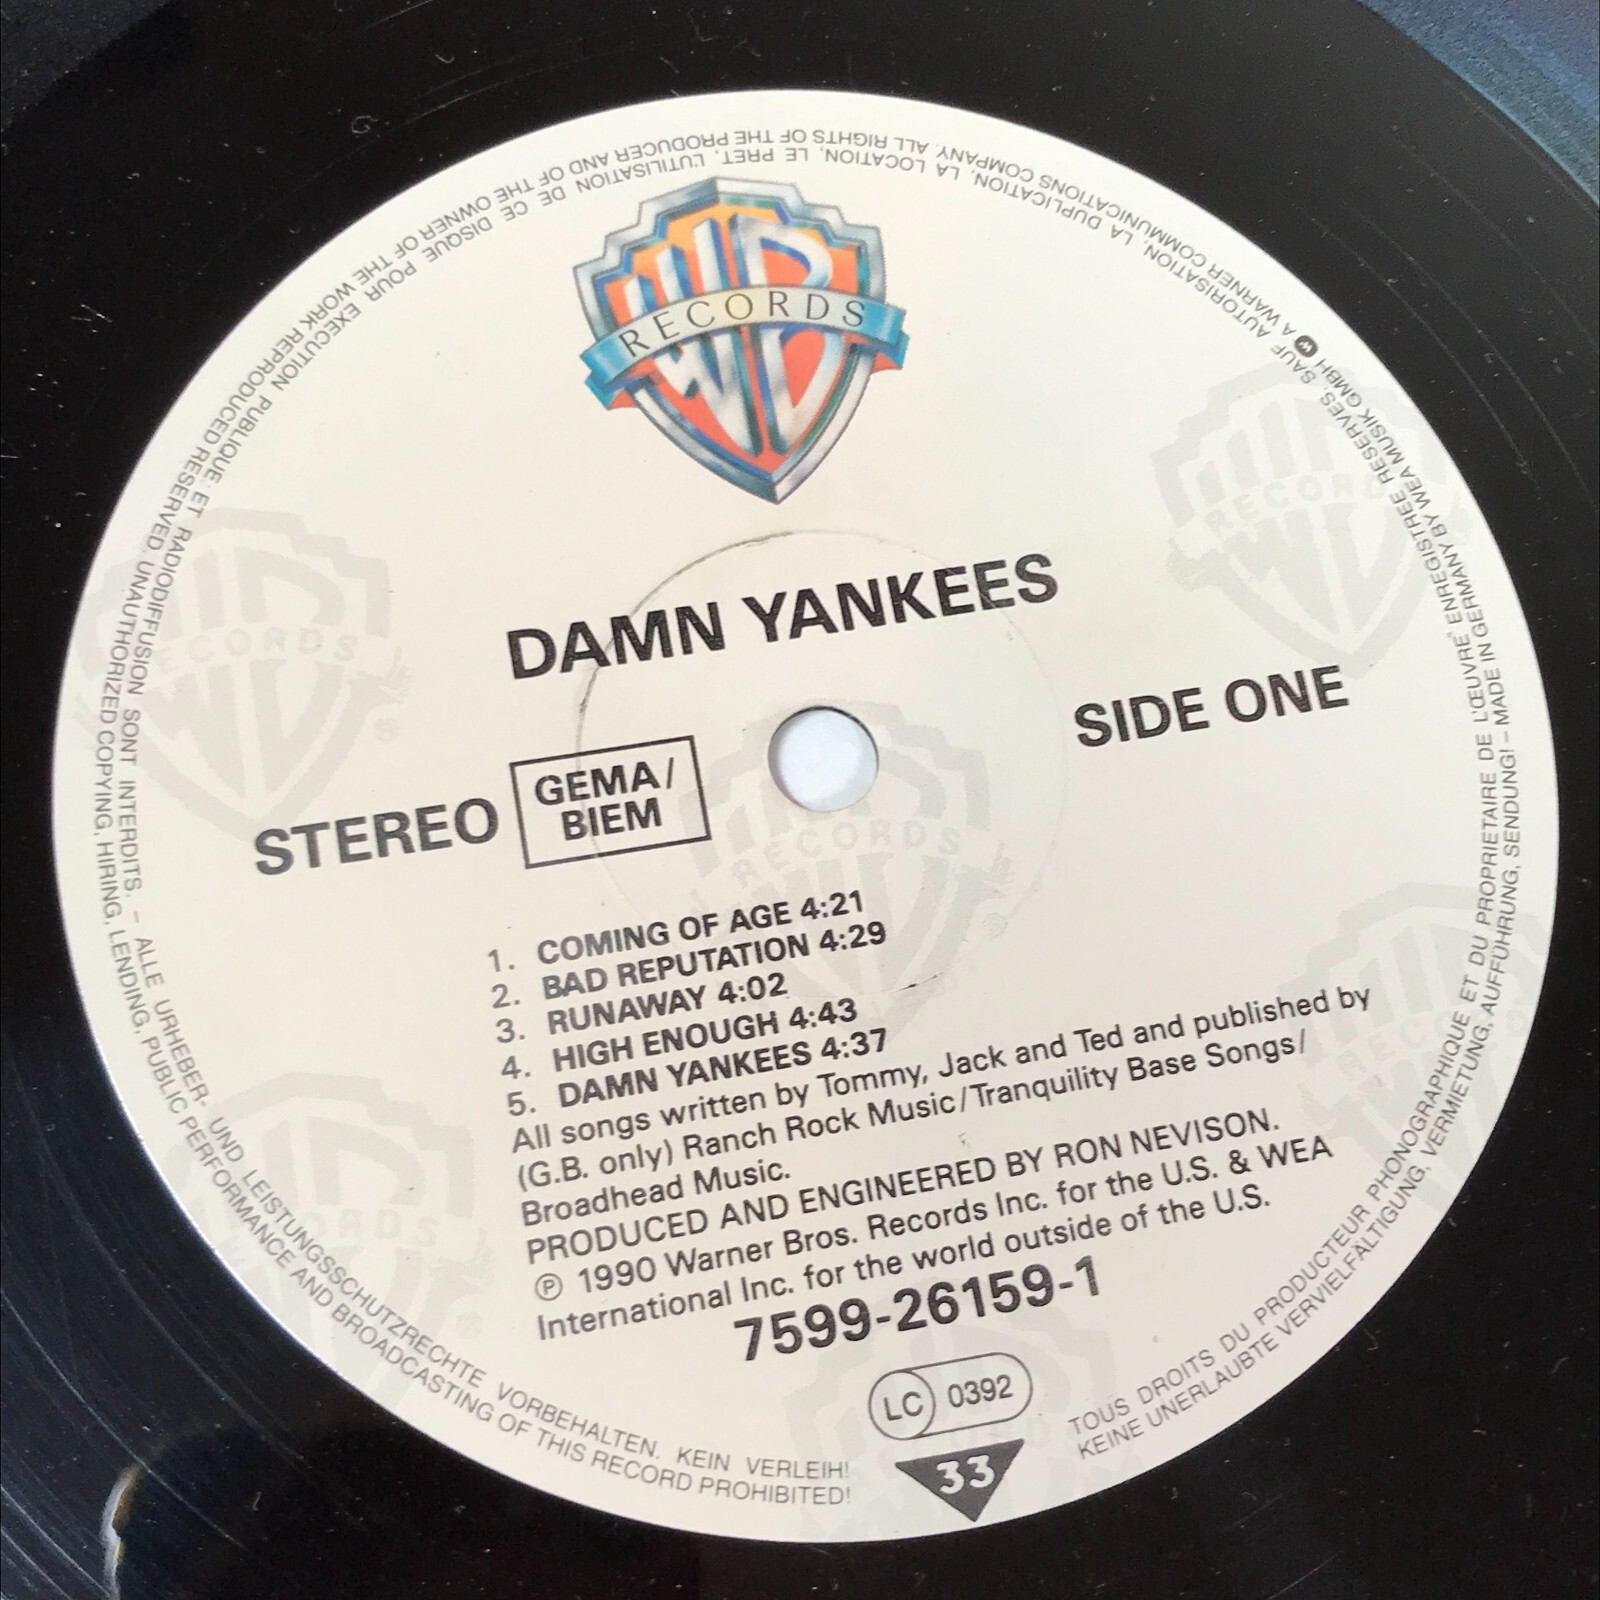 RECORDS
DAMN YANKEES
SIDE ONE
STEREO
GEMA/
BIEM
1. COMING OF AGE 4:21
2. BAD REPUTATION 4:29
3. RUNAWAY 4:02
4. HIGH ENOUGH 4:43
5. DAMN YANKEES 4:37
All songs written by Tommy, Jack and Ted and published by
(G.B. only) Ranch Rock Music/Tranquility Base Songs/
Broadhead Music.
PRODUCED AND ENGINEERED BY RON NEVISON.
℗ 1990 Warner Bros. Records Inc. for the U.S. & WEA
International Inc. for the world outside of the U.S.
7599-26159-1
LC 0392
33
TOUS DROITS DU PRODUCTEUR PHONOGRAPHIQUE ET DU PROPRIETAIRE DE L'ŒUVRE ENREGISTREE RESERVES. SAUF AUTORISATION, LA DUPLICATION, LA LOCATION, LE PRET, L'UTILISATION DE CE DISQUE POUR EXECUTION PUBLIQUE ET RADIODIFFUSION SONT INTERDITS. – ALLE URHEBER- UND LEISTUNGSSCHUTZRECHTE VORBEHALTEN. KEIN VERLEIH!
KEINE UNERLAUBTE VERVIELFÄLTIGUNG, VERMIETUNG, AUFFÜHRUNG, SENDUNG! – MADE IN GERMANY BY WEA MUSIK GMBH A WARNER COMMUNICATIONS COMPANY. ALL RIGHTS OF THE PRODUCER AND OF THE OWNER OF THE WORK REPRODUCED RESERVED. UNAUTHORIZED COPYING, HIRING, LENDING, PUBLIC PERFORMANCE AND BROADCASTING OF THIS RECORD PROHIBITED!